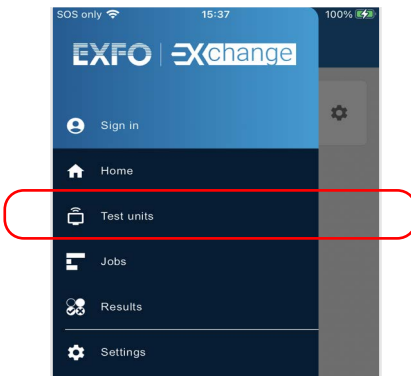 SOS only 15:37 100%
EXFO | EXchange
Sign in
Home
Test units
Jobs
Results
Settings